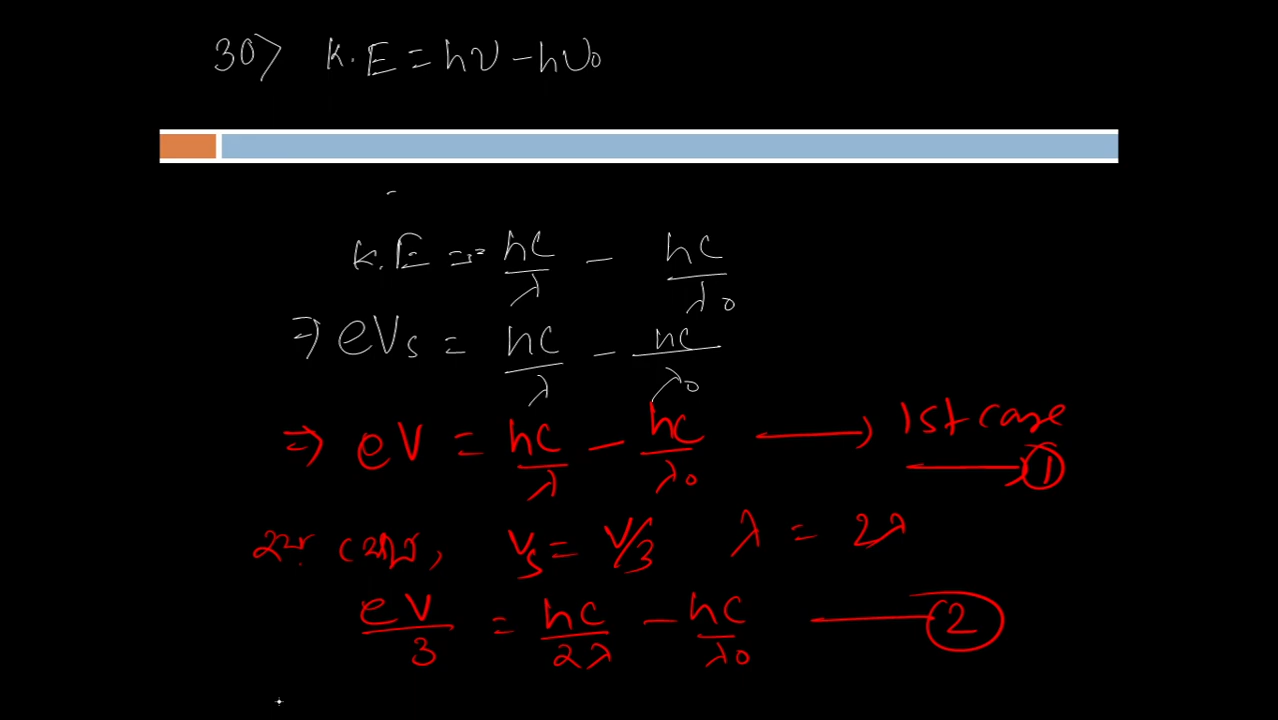 30> K.E = hν - hν₀
K.E = hc/λ - hc/λ₀
⇒ eVs = hc/λ - hc/λ₀
⇒ eV = hc/λ - hc/λ₀ → 1st case
→ ①
Vs = V/3 λ = 2λ
eV/3 = hc/2λ - hc/λ₀ → ②